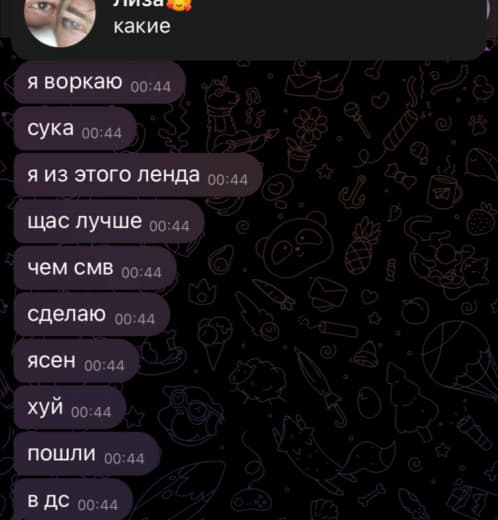 Лиза🥰
какие
я воркаю 00:44
сука 00:44
я из этого ленда 00:44
щас лучше 00:44
чем смв 00:44
сделаю 00:44
ясен 00:44
хуй 00:44
пошли 00:44
в дс 00:44